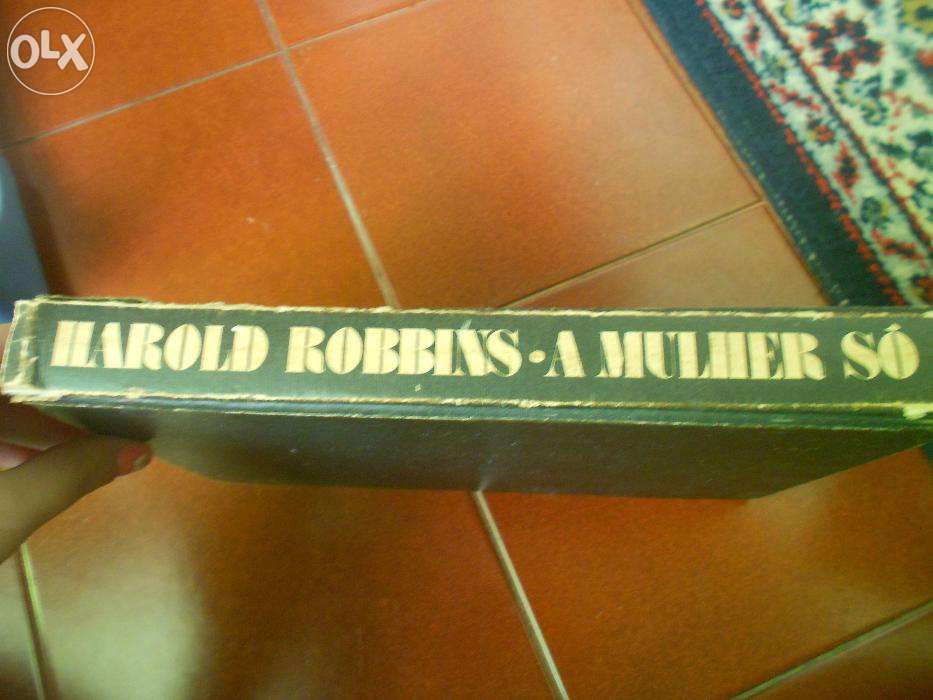 OLX
HAROLD ROBBINS · A MULHER SÓ